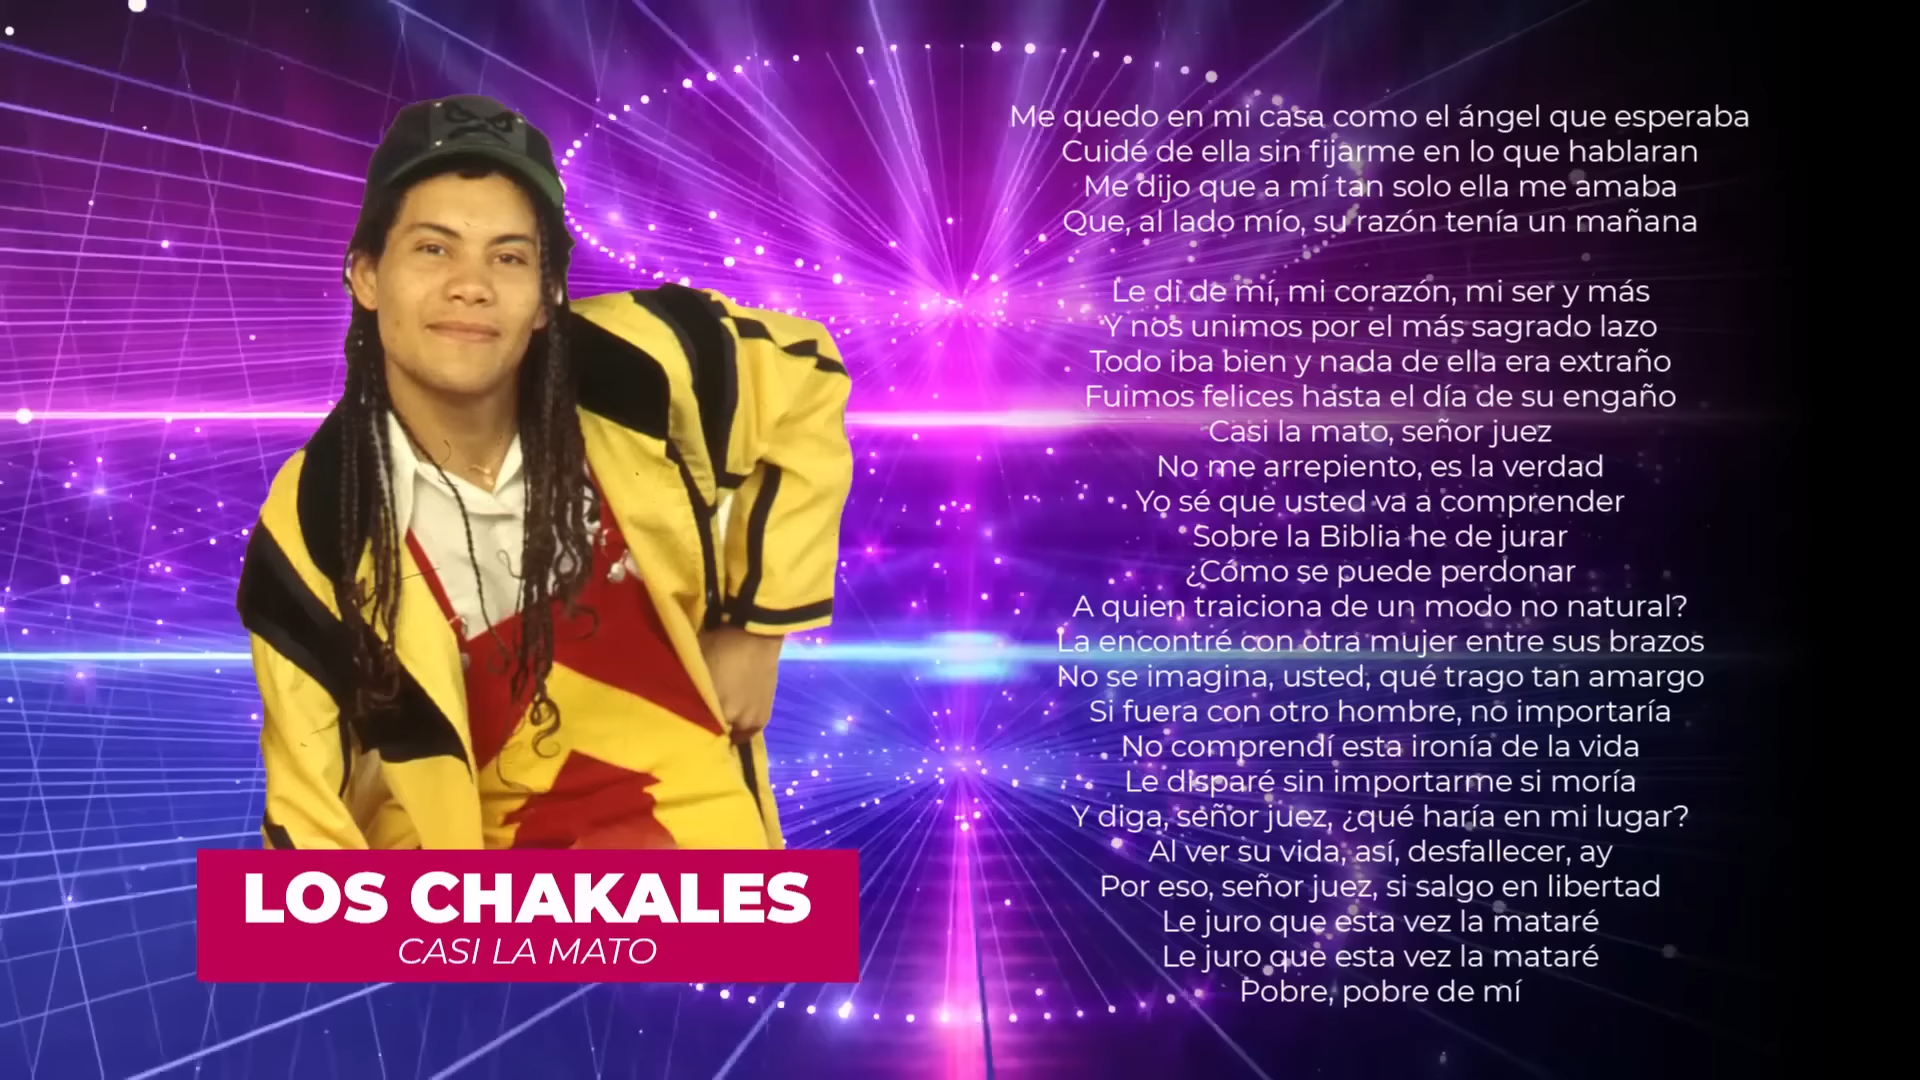 Me quedo en mi casa como el ángel que esperaba
Cuidé de ella sin fijarme en lo que hablaran
Me dijo que a mí tan solo ella me amaba
Que, al lado mío, su razón tenía un mañana
Le di de mí, mi corazón, mi ser y más
Y nos unimos por el más sagrado lazo
Todo iba bien y nada de ella era extraño
Fuimos felices hasta el día de su engaño
Casi la mato, señor juez
No me arrepiento, es la verdad
Yo sé que usted va a comprender
Sobre la Biblia he de jurar
¿Cómo se puede perdonar
A quien traiciona de un modo no natural?
La encontré con otra mujer entre sus brazos
No se imagina, usted, qué trago tan amargo
Si fuera con otro hombre, no importaría
No comprendí esta ironía de la vida
Le disparé sin importarme si moría
Y diga, señor juez, ¿qué haría en mi lugar?
Al ver su vida, así, desfallecer, ay
Por eso, señor juez, si salgo en libertad
Le juro que esta vez la mataré
Le juro que esta vez la mataré
Pobre, pobre de mí
LOS CHAKALES
CASI LA MATO